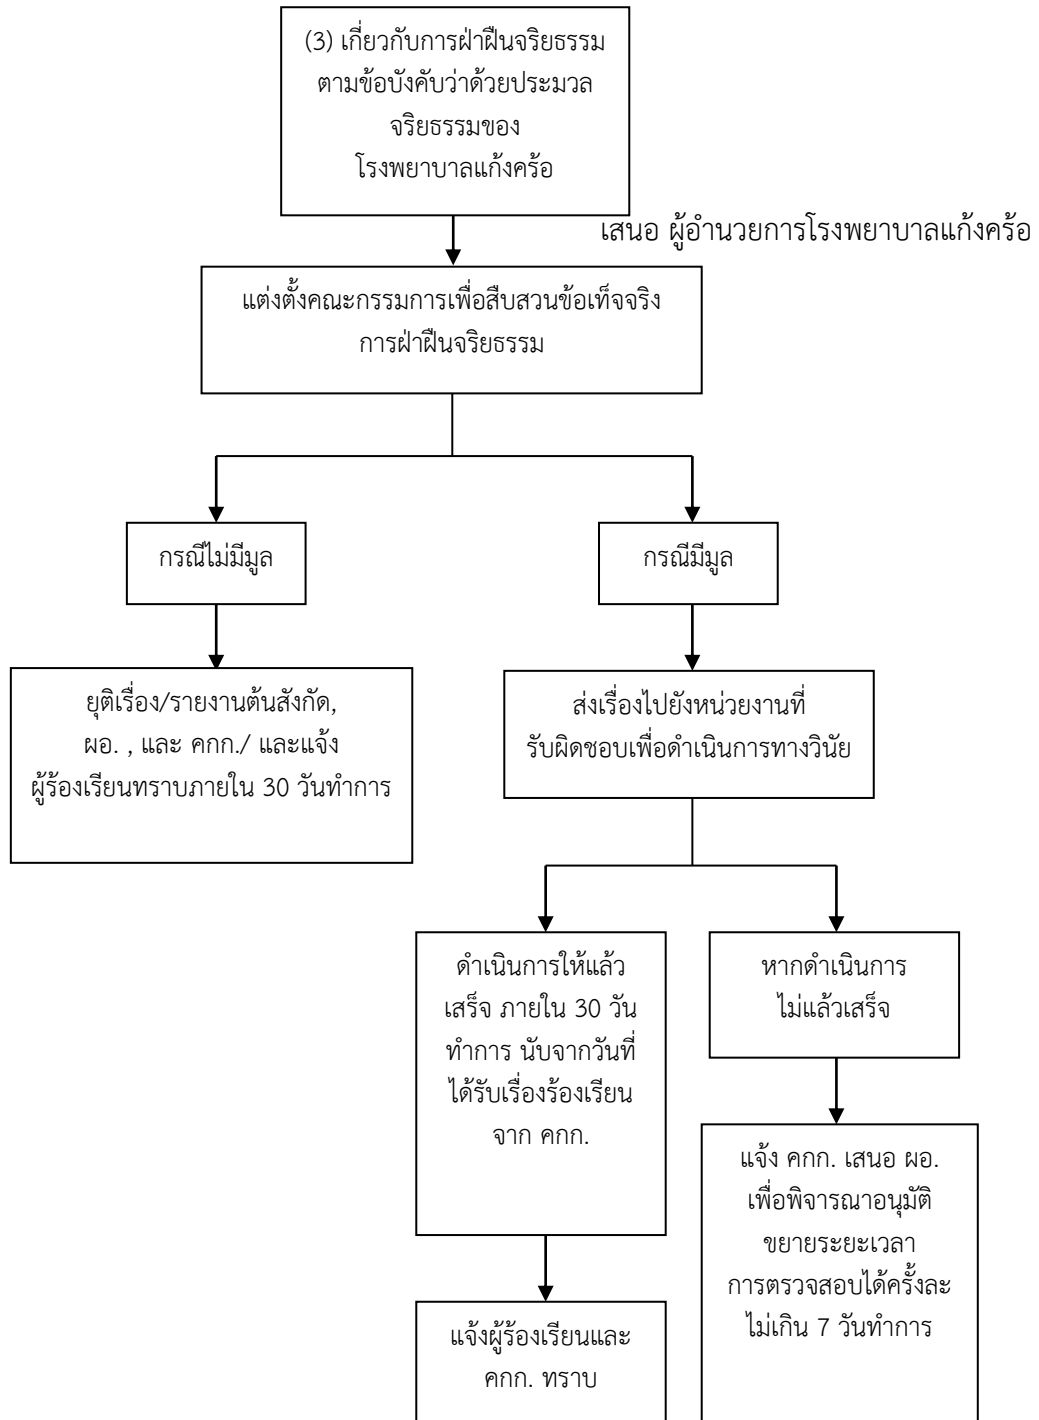 (3) เกี่ยวกับการฝ่าฝืนจริยธรรม
ตามข้อบังคับว่าด้วยประมวล
จริยธรรมของ
โรงพยาบาลแก้งคร้อ
เสนอ ผู้อำนวยการโรงพยาบาลแก้งคร้อ
แต่งตั้งคณะกรรมการเพื่อสืบสวนข้อเท็จจริง
การฝ่าฝืนจริยธรรม
กรณีไม่มีมูล
กรณีมีมูล
ยุติเรื่อง/รายงานต้นสังกัด,
ผอ. , และ คกก./ และแจ้ง
ผู้ร้องเรียนทราบภายใน 30 วันทำการ
ส่งเรื่องไปยังหน่วยงานที่
รับผิดชอบเพื่อดำเนินการทางวินัย
ดำเนินการให้แล้ว
เสร็จ ภายใน 30 วัน
ทำการ นับจากวันที่
ได้รับเรื่องร้องเรียน
จาก คกก.
หากดำเนินการ
ไม่แล้วเสร็จ
แจ้ง คกก. เสนอ ผอ.
เพื่อพิจารณาอนุมัติ
ขยายระยะเวลา
การตรวจสอบได้ครั้งละ
ไม่เกิน 7 วันทำการ
แจ้งผู้ร้องเรียนและ
คกก. ทราบ